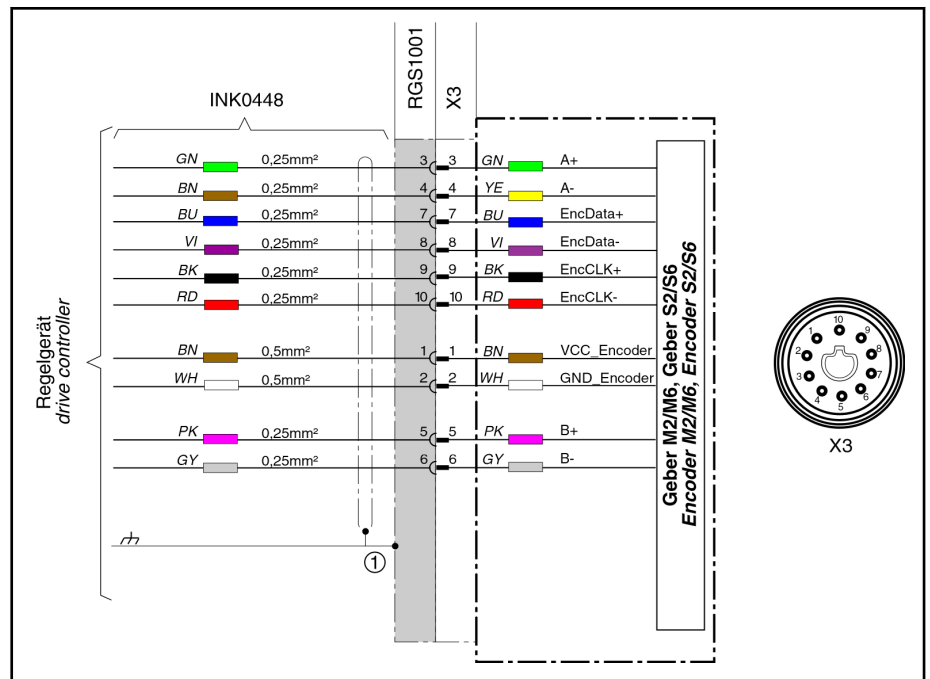 INK0448
RGS1001
X3
GN 0,25mm² 3 3 GN A+
BN 0,25mm² 4 4 YE A-
BU 0,25mm² 7 7 BU EncData+
VI 0,25mm² 8 8 VI EncData-
BK 0,25mm² 9 9 BK EncCLK+
RD 0,25mm² 10 10 RD EncCLK-
BN 0,5mm² 1 1 BN VCC_Encoder
WH 0,5mm² 2 2 WH GND_Encoder
PK 0,25mm² 5 5 PK B+
GY 0,25mm² 6 6 GY B-
1
Regelgerät
drive controller
Geber M2/M6, Geber S2/S6
Encoder M2/M6, Encoder S2/S6
10
1 9
2 8
3 7
4 6
5
X3